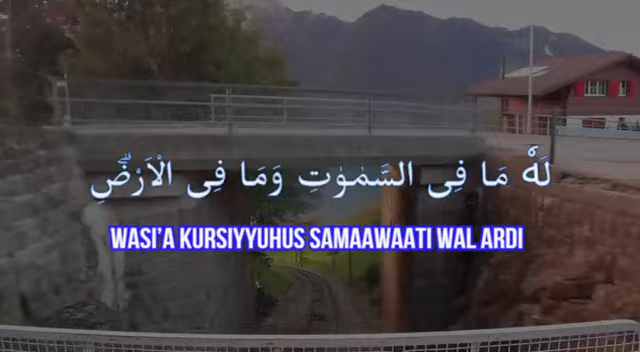 لَهٗ مَا فِى السَّمٰوٰتِ وَمَا فِى الْاَرْضِۗ
WASI'A KURSIYYUHUS SAMAAWAATI WAL ARDI